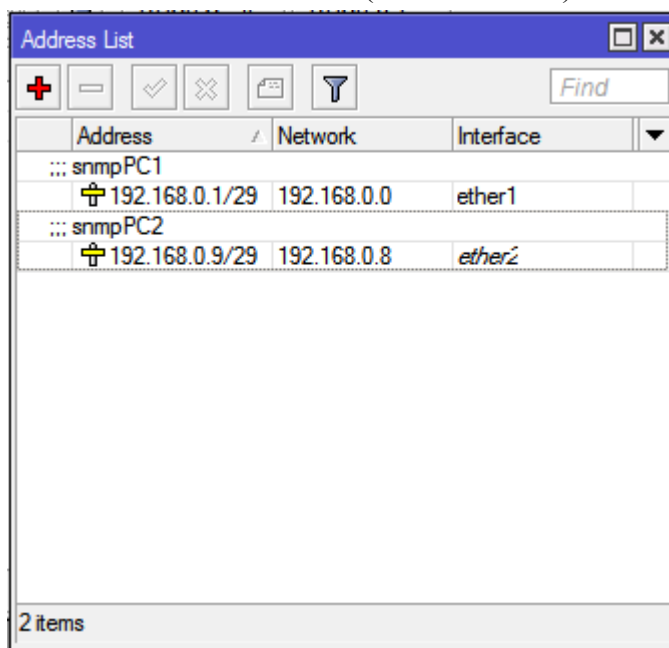 Address List
Find
Address Network Interface
;;; snmpPC1
192.168.0.1/29 192.168.0.0 ether1
;;; snmpPC2
192.168.0.9/29 192.168.0.8 ether2
2 items